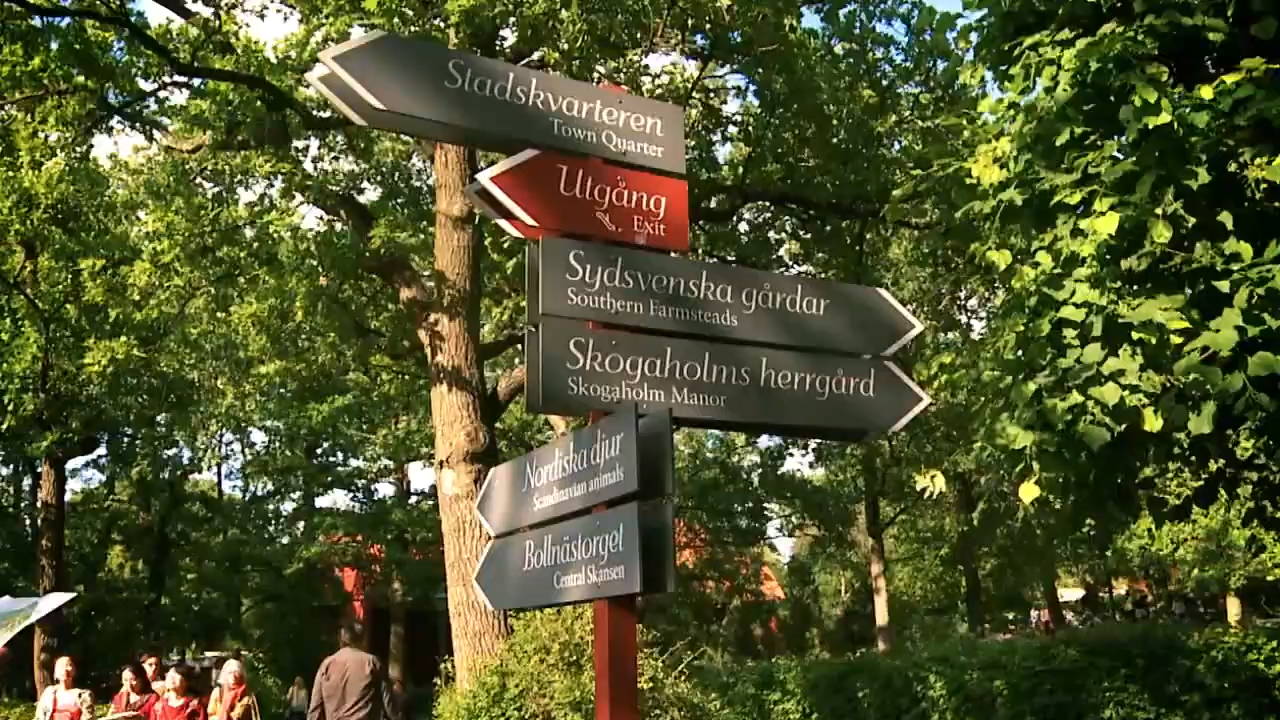 Stadskvarteren
Town Quarter
Utgång
Exit
Sydsvenska gårdar
Southern Farmsteads
Skogaholms herrgård
Skogaholm Manor
Nordiska djur
Scandinavian animals
Bollnästorget
Central Skansen